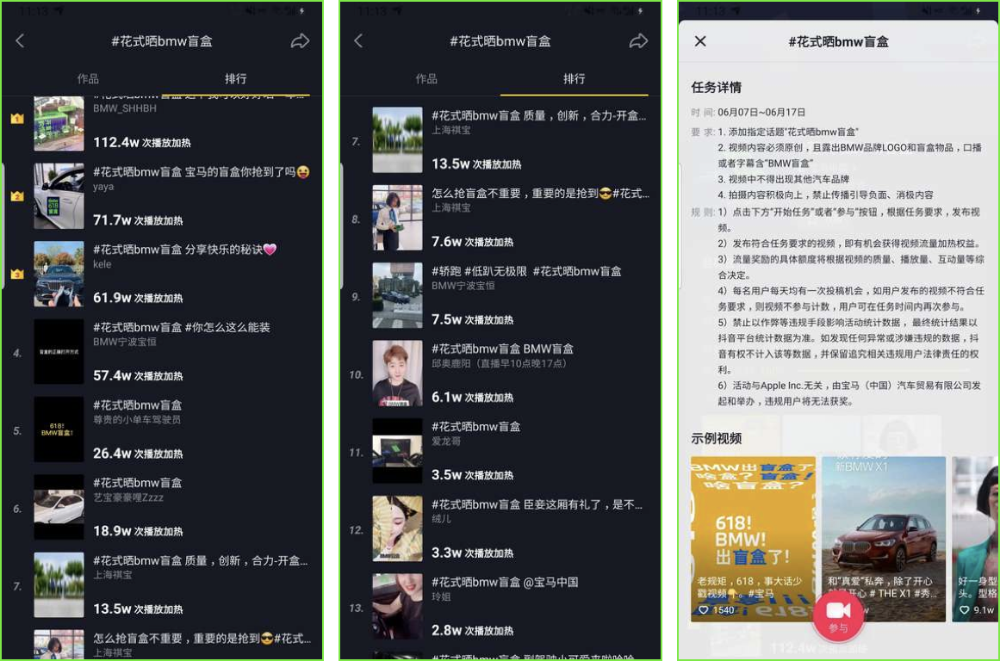 11:13
#花式晒bmw盲盒
作品
排行
BMW_SHHBH
112.4w 次播放加热
#花式晒bmw盲盒 宝马的盲盒你抢到了吗😝
yaya
71.7w 次播放加热
#花式晒bmw盲盒 分享快乐的秘诀💗
kele
61.9w 次播放加热
4.
#花式晒bmw盲盒 #你怎么这么能装
BMW宁波宝恒
57.4w 次播放加热
5.
618!
BMW盲盒!
#花式晒bmw盲盒
尊贵的小单车驾驶员
26.4w 次播放加热
6.
#花式晒bmw盲盒
艺宝豪豪哩Zzzz
18.9w 次播放加热
7.
#花式晒bmw盲盒 质量，创新，合力-开盒...
上海祺宝
13.5w 次播放加热
怎么抢盲盒不重要，重要的是抢到😎#花式...
上海祺宝
11:13
#花式晒bmw盲盒
作品
排行
7.
#花式晒bmw盲盒 质量，创新，合力-开盒...
上海祺宝
13.5w 次播放加热
8.
怎么抢盲盒不重要，重要的是抢到😎#花式...
上海祺宝
7.6w 次播放加热
9.
#轿跑 #低趴无极限 #花式晒bmw盲盒
BMW宁波宝恒
7.5w 次播放加热
10.
#花式晒bmw盲盒 BMW盲盒
邱奥鹿阳（直播早10点晚17点）
6.1w 次播放加热
11.
#花式晒bmw盲盒
爱龙哥
3.5w 次播放加热
12.
#花式晒bmw盲盒 臣妾这厢有礼了，是不...
绒儿
3.3w 次播放加热
13.
#花式晒bmw盲盒 @宝马中国
玲姐
2.8w 次播放加热
11:13
#花式晒bmw盲盒
任务详情
时 间: 06月07日~06月17日
要 求: 1. 添加指定话题"花式晒bmw盲盒"
2. 视频内容必须原创，且露出BMW品牌LOGO和盲盒物品，口播
或者字幕含"BMW盲盒"
3. 视频中不得出现其他汽车品牌
4. 拍摄内容积极向上，禁止传播引导负面、消极内容
规 则: 1）点击下方"开始任务"或者"参与"按钮，根据任务要求，发布视
频。
2）发布符合任务要求的视频，即有机会获得视频流量加热权益。
3）流量奖励的具体额度将根据视频的质量、播放量、互动量等综
合决定。
4）每名用户每天均有一次投稿机会，如用户发布的视频不符合任
务要求，则视频不参与计数，用户可在任务时间内再次参与。
5）禁止以作弊等违规手段影响活动统计数据，最终统计结果以
抖音平台统计数据为准。如发现任何异常或涉嫌违规的数据，抖
音有权不计入该等数据，并保留追究相关违规用户法律责任的权
利。
6）活动与Apple Inc.无关，由宝马（中国）汽车贸易有限公司发
起和举办，违规用户将无法获奖。
示例视频
BMW出盲盒了
啥盒？盲盒！
啥盲盒？
618!
BMW!
出盲盒了!
老规矩，618，事大话少
戳视频👇。#宝马
1540
新BMW X1
和"真爱"私奔，除了开心
开心 # THE X1 #秀...
w
好一身型
头。型格
9.1w
参与
112.4w